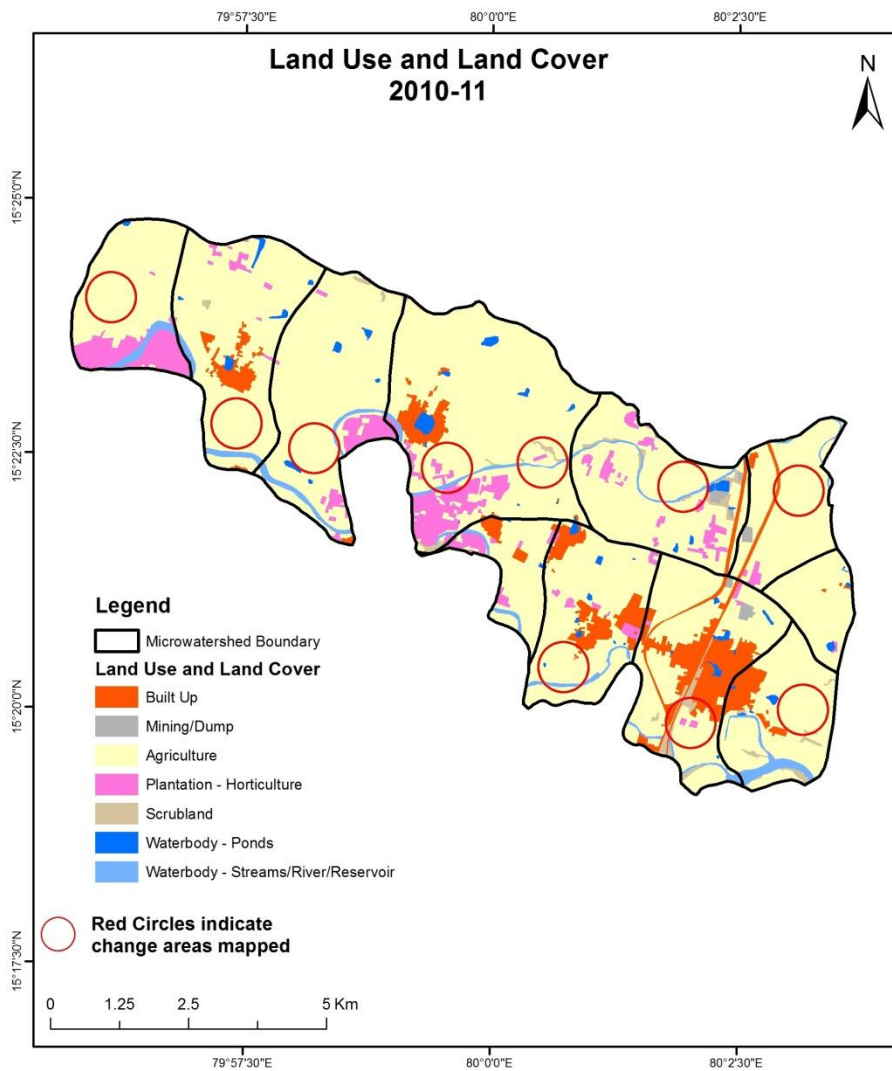 79°57'30"E 80°0'0"E 80°2'30"E
Land Use and Land Cover
2010-11
N
15°25'0"N
15°22'30"N
15°20'0"N
15°17'30"N
Legend
Microwatershed Boundary
Land Use and Land Cover
Built Up
Mining/Dump
Agriculture
Plantation - Horticulture
Scrubland
Waterbody - Ponds
Waterbody - Streams/River/Reservoir
Red Circles indicate
change areas mapped
0 1.25 2.5 5 Km
79°57'30"E 80°0'0"E 80°2'30"E